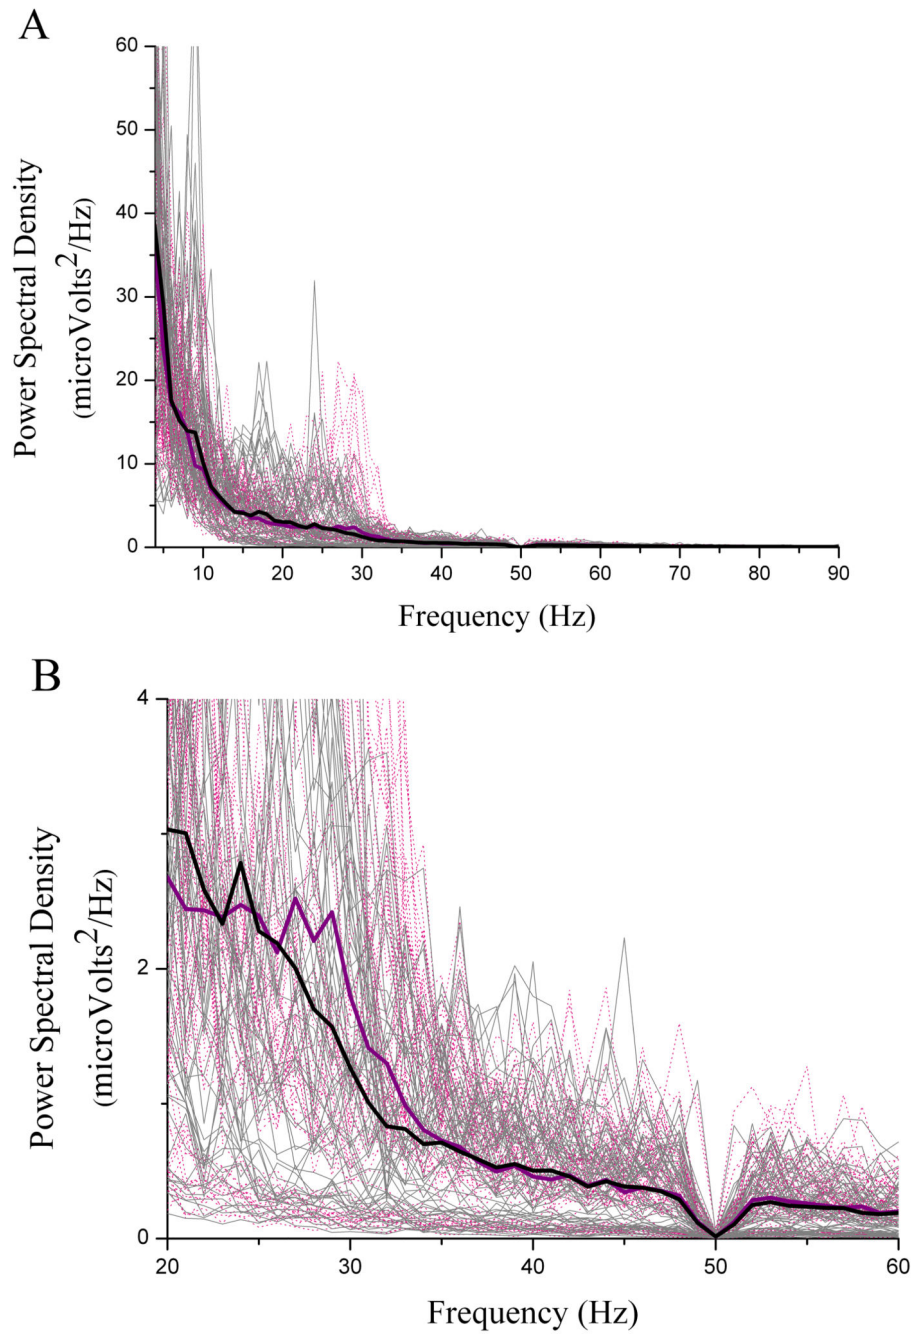 A
60
50
40
30
20
10
0
Power Spectral Density
(microVolts²/Hz)
10 20 30 40 50 60 70 80 90
Frequency (Hz)
B
4
2
0
Power Spectral Density
(microVolts²/Hz)
20 30 40 50 60
Frequency (Hz)